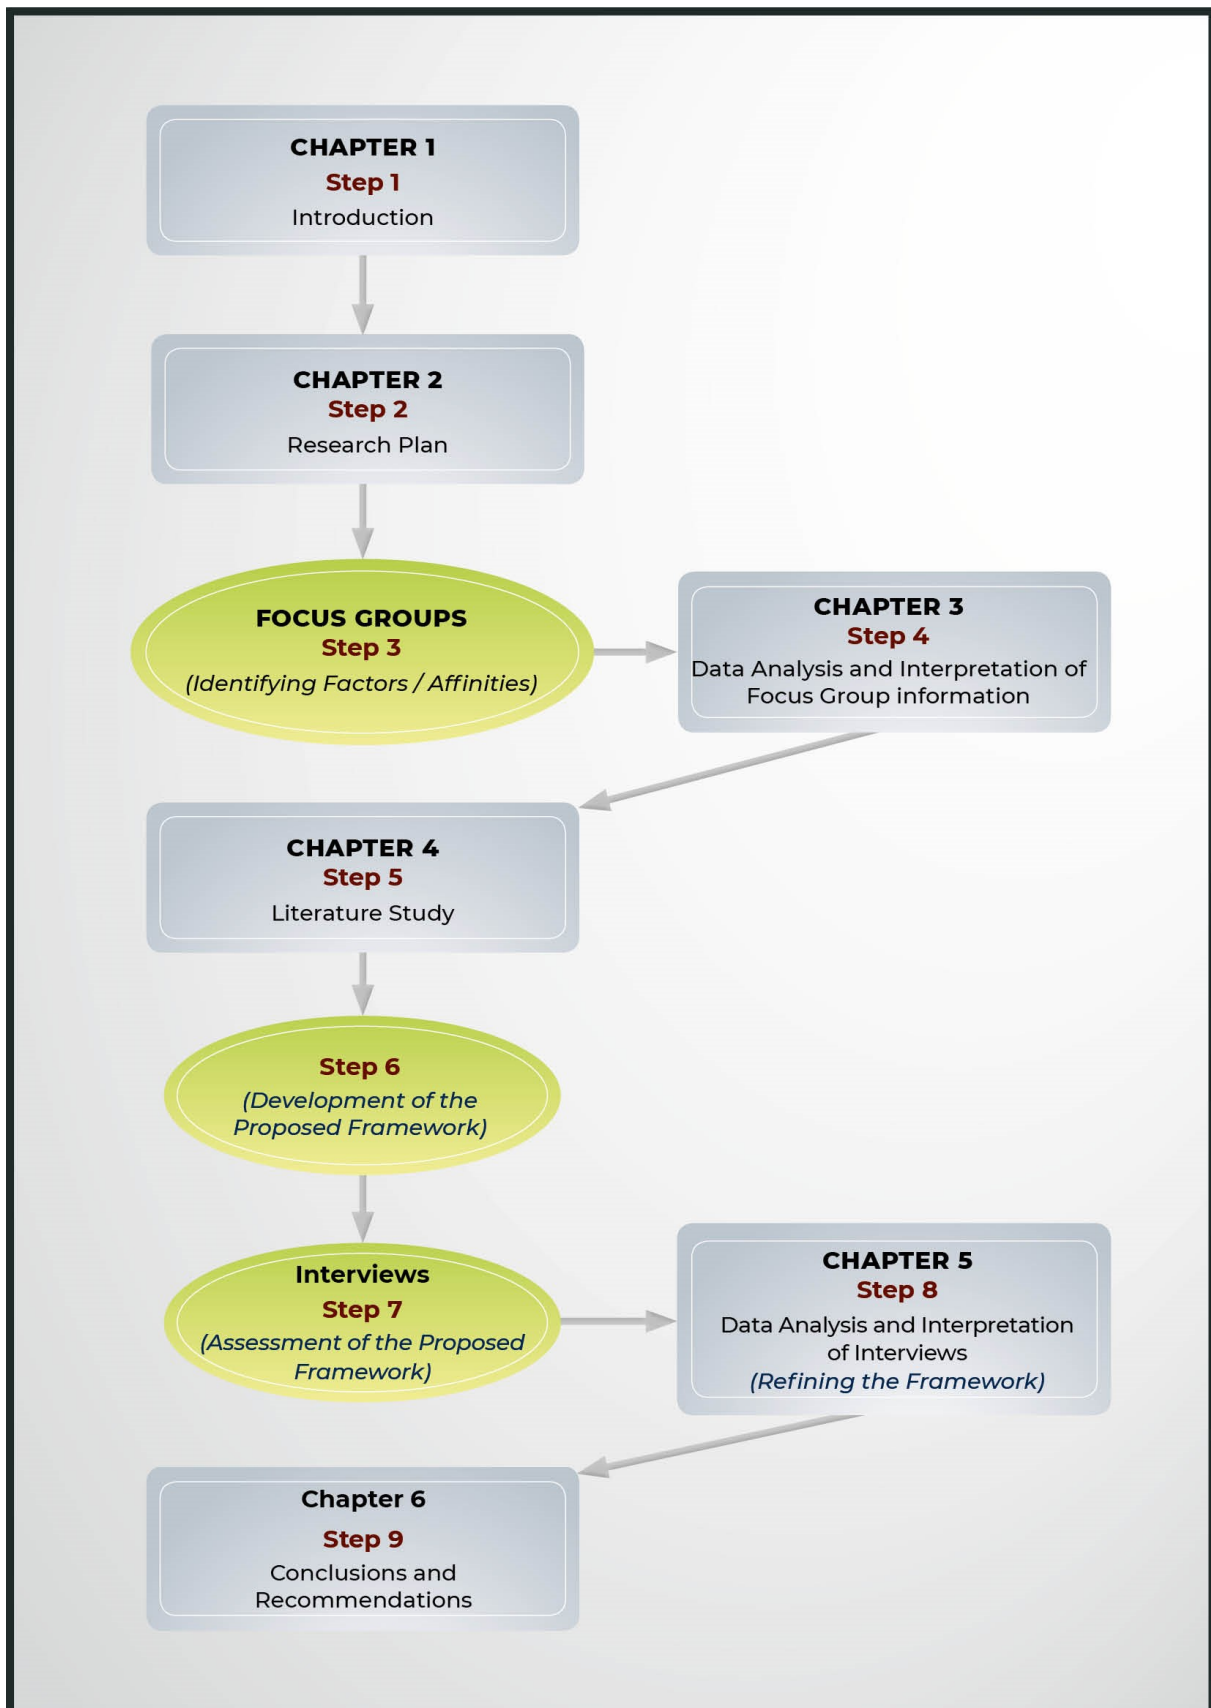 CHAPTER 1
Step 1
Introduction
CHAPTER 2
Step 2
Research Plan
FOCUS GROUPS
Step 3
(Identifying Factors / Affinities)
CHAPTER 3
Step 4
Data Analysis and Interpretation of
Focus Group information
CHAPTER 4
Step 5
Literature Study
Step 6
(Development of the
Proposed Framework)
Interviews
Step 7
(Assessment of the Proposed
Framework)
CHAPTER 5
Step 8
Data Analysis and Interpretation
of Interviews
(Refining the Framework)
Chapter 6
Step 9
Conclusions and
Recommendations